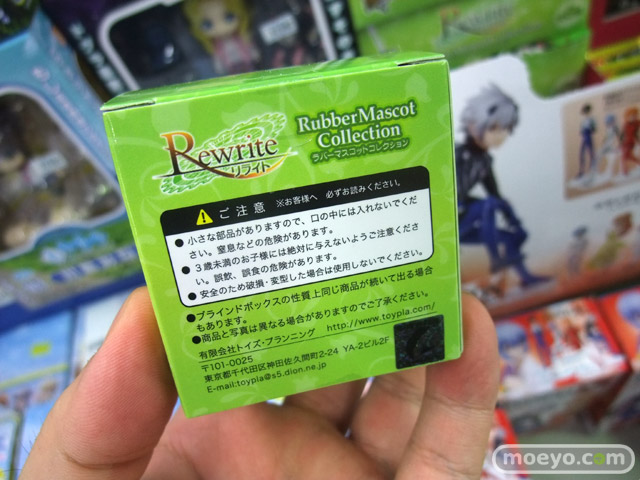 Rewrite
リライト
RubberMascot
Collection
ラバーマスコットコレクション
ご注意 ※お客様へ 必ずお読みください。
●小さな部品がありますので、口の中には入れないでくだ
さい。窒息などの危険があります。
●3歳未満のお子様には絶対に与えないようご注意くださ
い。誤飲、誤食の危険があります。
●安全のため破損・変型した場合は使用しないでください。
●ブラインドボックスの性質上同じ商品が続いて出る場合
もあります。
●商品と写真は異なる場合がありますのでご了承ください。
有限会社トイズ・プランニング http://www.toypla.com/
〒101-0025
東京都千代田区神田佐久間町2-24 YA-2ビル2F
E-mail:toypla@s5.dion.ne.jp
moeyo.com